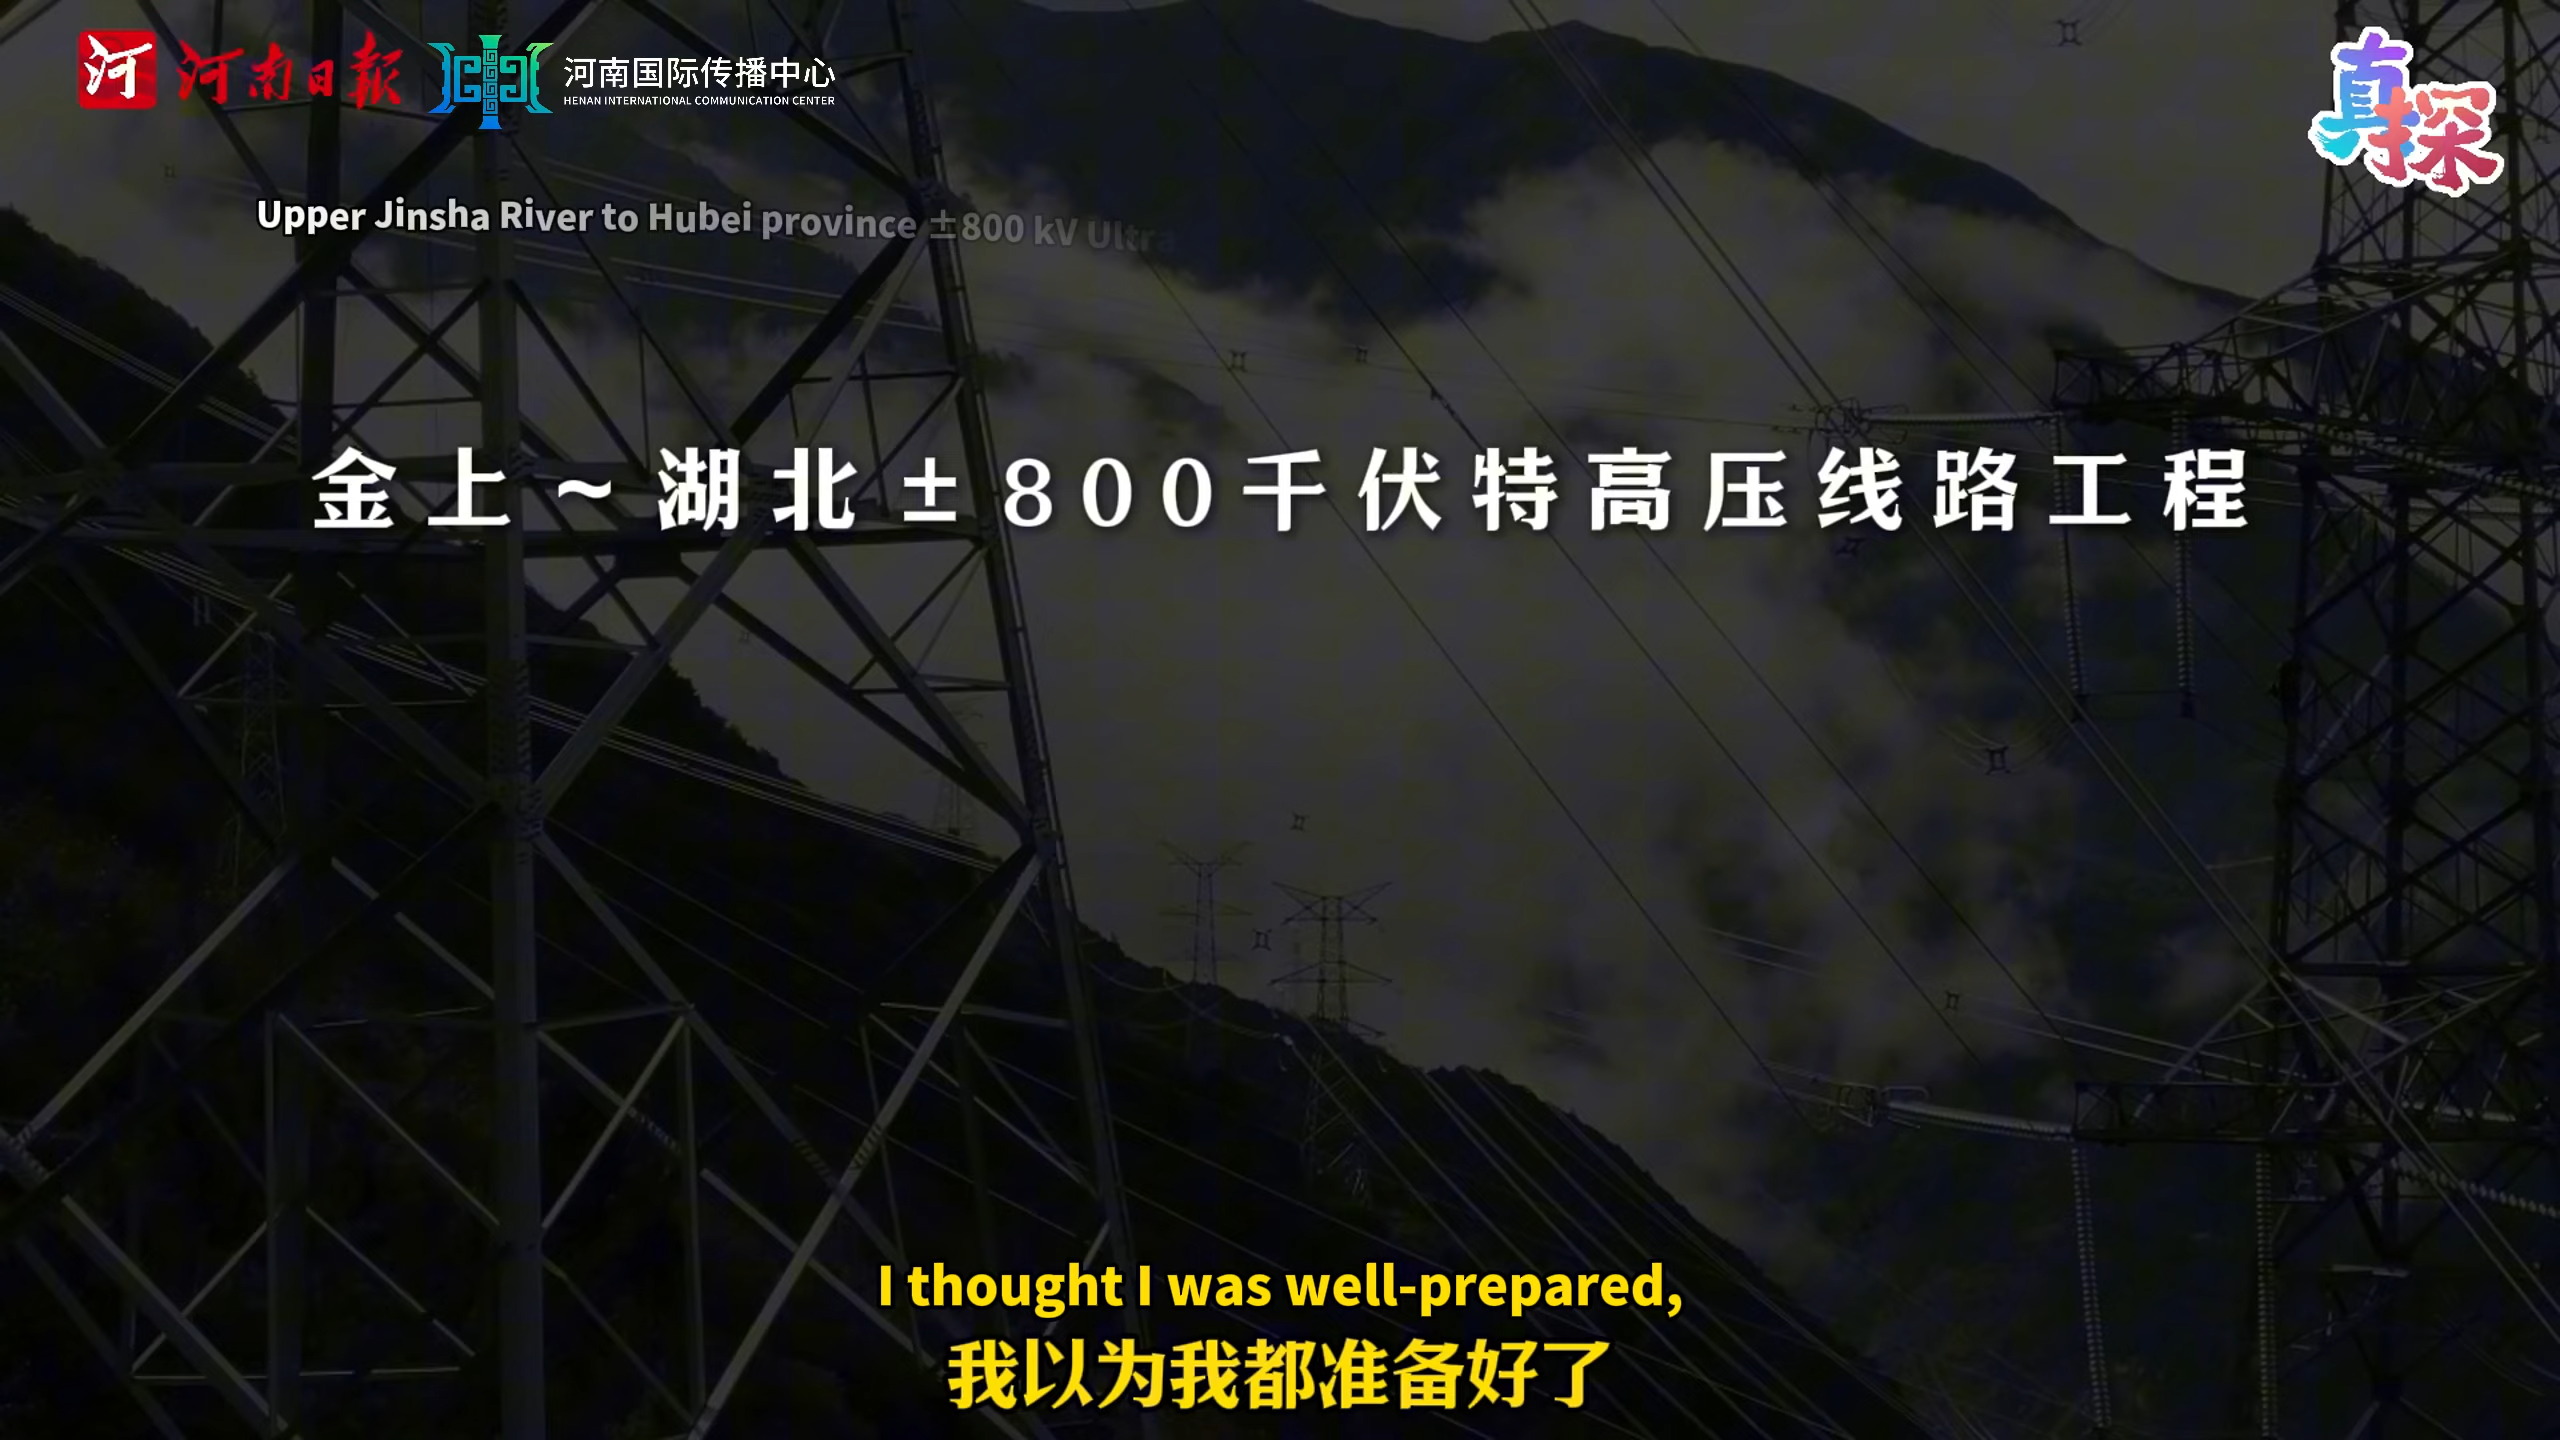 河 河南日报
河南国际传播中心
HENAN INTERNATIONAL COMMUNICATION CENTER
真探
Upper Jinsha River to Hubei province ±800 kV Ultra
金上~湖北±800千伏特高压线路工程
I thought I was well-prepared,
我以为我都准备好了